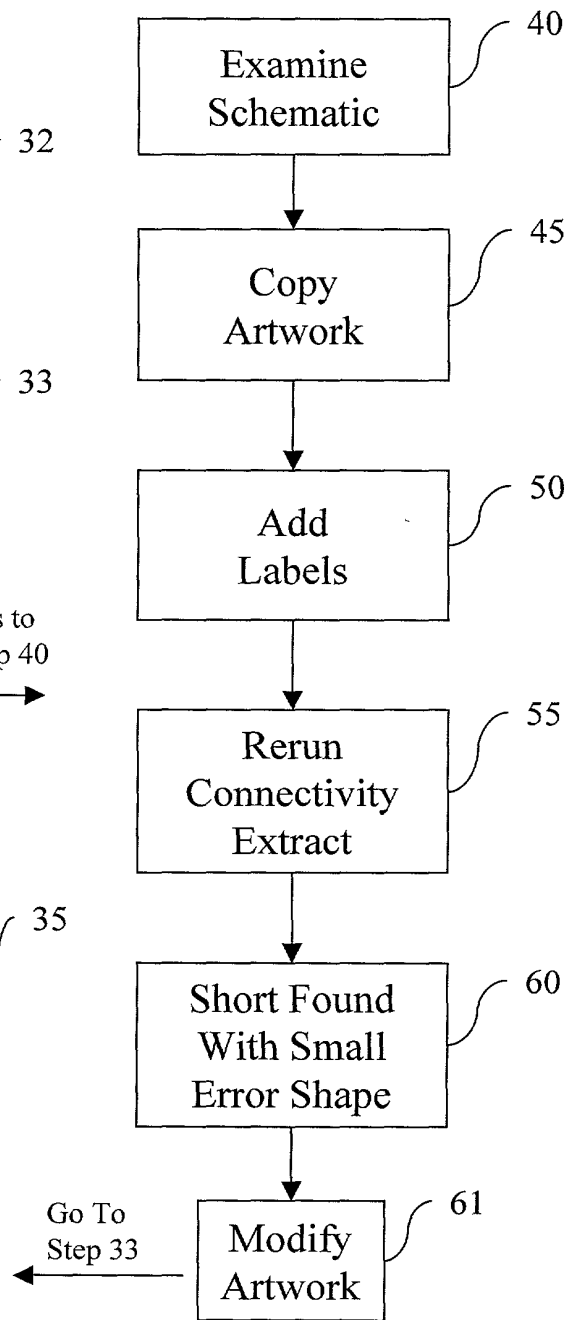 40
Examine
Schematic
32
45
Copy
Artwork
33
50
Add
Labels
s to
p 40
55
Rerun
Connectivity
Extract
35
60
Short Found
With Small
Error Shape
61
Go To
Step 33
Modify
Artwork